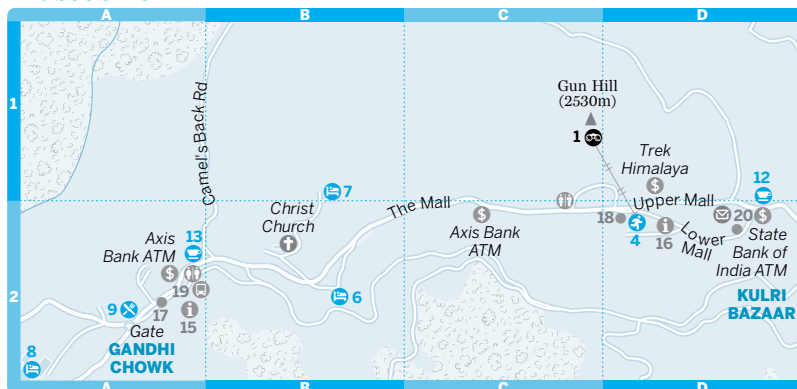 A
B
C
D
1
Gun Hill
(2530m)
1
Camel's Back Rd
Trek
Himalaya
12
7
The Mall
Upper Mall
Christ
Church
18
4
16
Lower
Mall
20
Axis Bank
ATM
State
Bank of
India ATM
13
Axis
Bank ATM
2
19
6
KULRI
BAZAAR
9
17
15
Gate
GANDHI
CHOWK
8
A
B
C
D